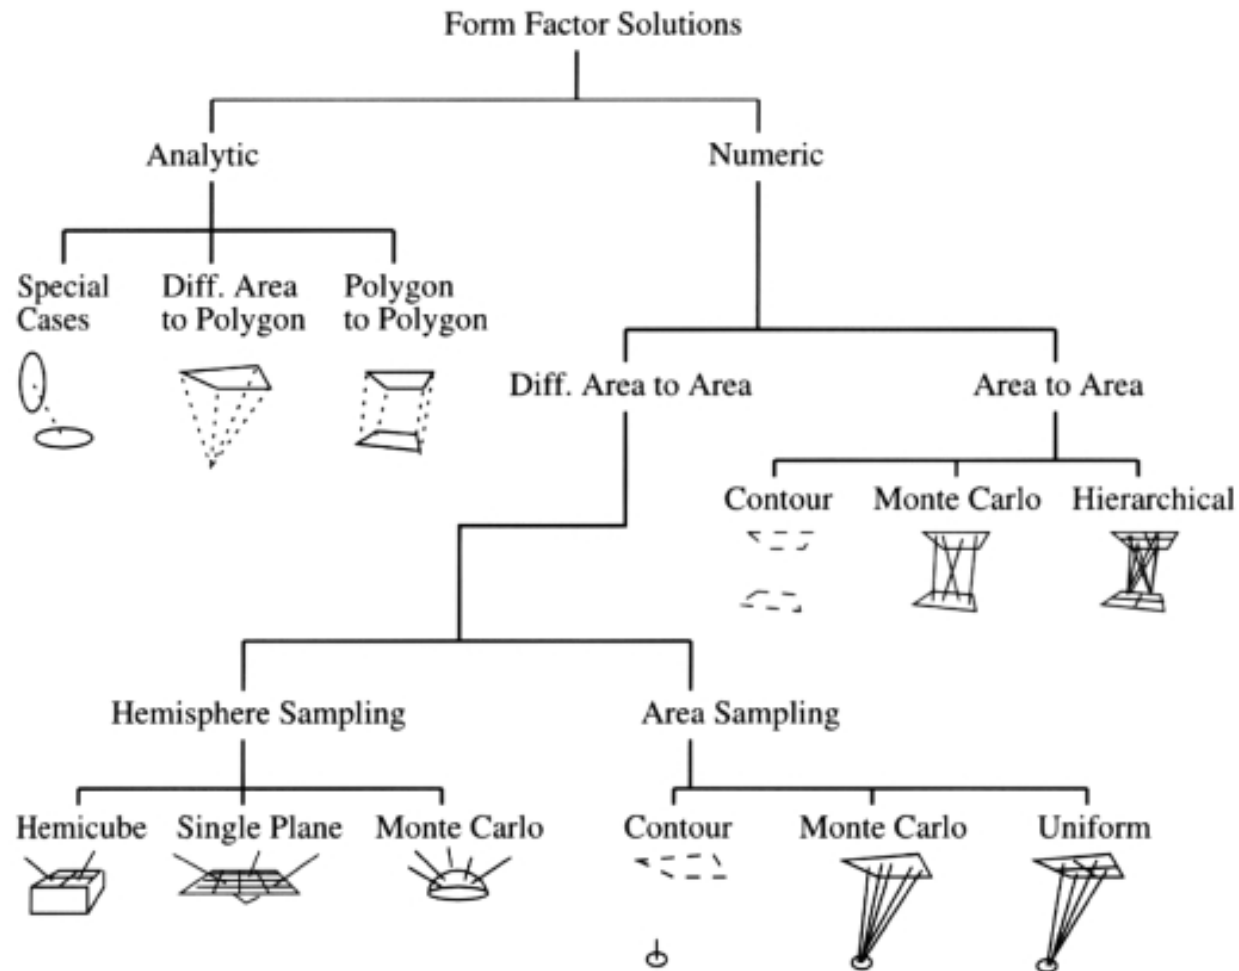 Form Factor Solutions
Analytic
Numeric
Special
Cases
Diff. Area
to Polygon
Polygon
to Polygon
Diff. Area to Area
Area to Area
Contour
Monte Carlo
Hierarchical
Hemisphere Sampling
Area Sampling
Hemicube
Single Plane
Monte Carlo
Contour
Monte Carlo
Uniform